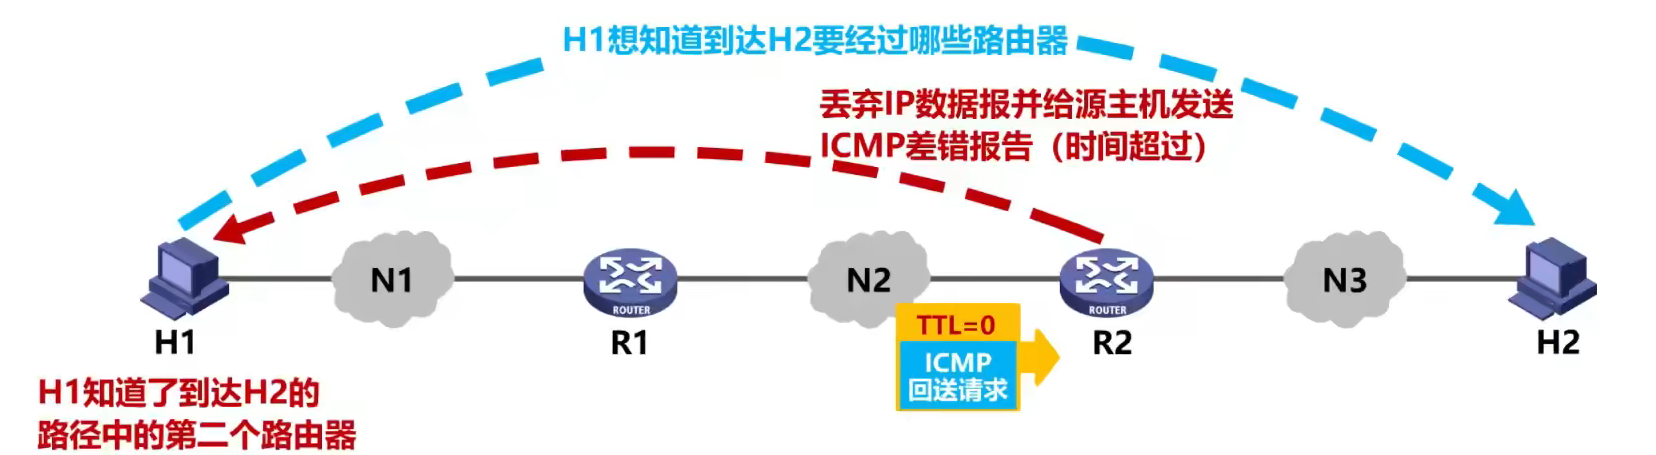 H1想知道到达H2要经过哪些路由器
丢弃IP数据报并给源主机发送
ICMP差错报告（时间超过）
N1
N2
N3
ROUTER
ROUTER
H1
R1
R2
H2
TTL=0
ICMP
回送请求
H1知道了到达H2的
路径中的第二个路由器